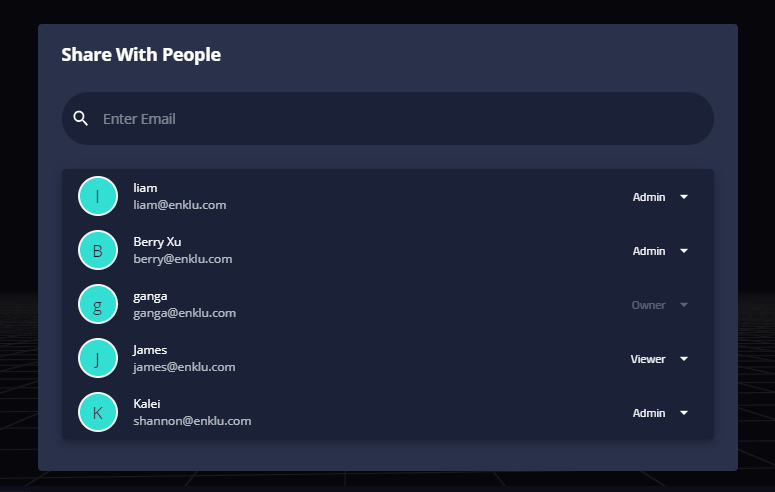 Share With People
Enter Email
l
liam
liam@enklu.com
Admin
B
Berry Xu
berry@enklu.com
Admin
g
ganga
ganga@enklu.com
Owner
J
James
james@enklu.com
Viewer
K
Kalei
shannon@enklu.com
Admin